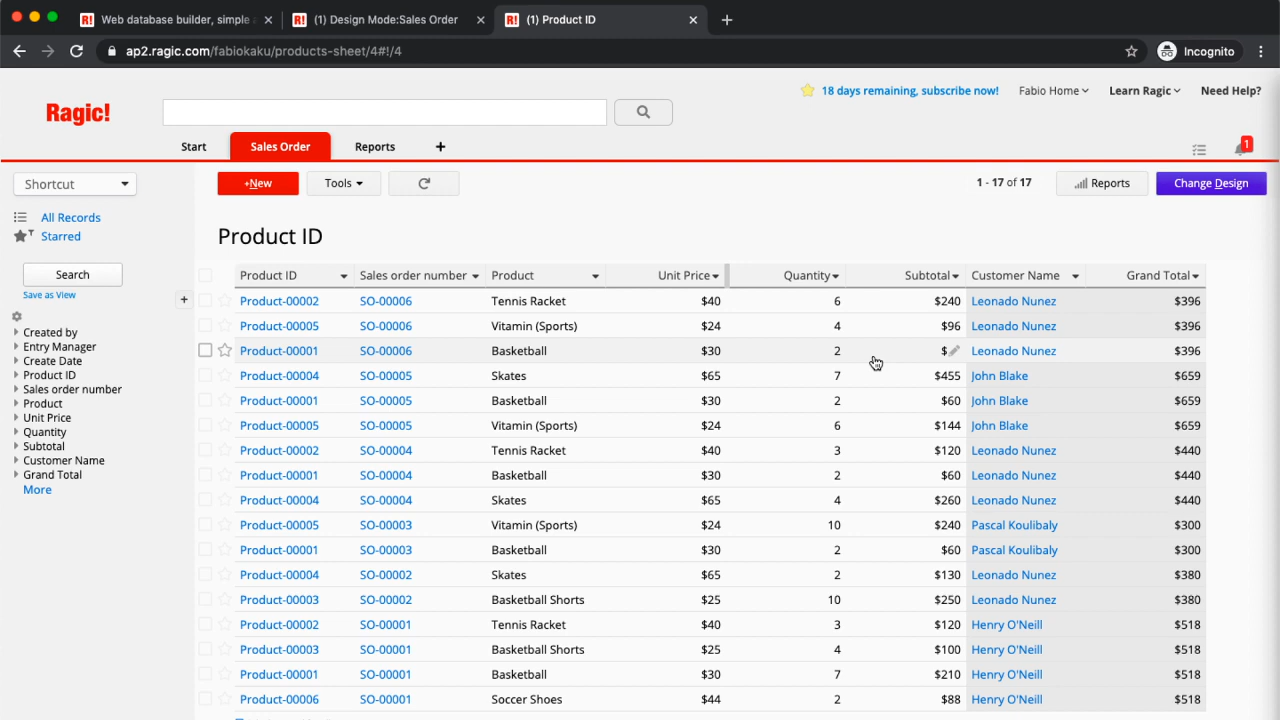 Web database builder, simple a
(1) Design Mode:Sales Order
(1) Product ID
ap2.ragic.com/fabiokaku/products-sheet/4#!/4
Incognito
Ragic!
18 days remaining, subscribe now!
Fabio Home
Learn Ragic
Need Help?
Start
Sales Order
Reports
+
1
Shortcut
All Records
Starred
Search
Save as View
Created by
Entry Manager
Create Date
Product ID
Sales order number
Product
Unit Price
Quantity
Subtotal
Customer Name
Grand Total
More
+New
Tools
1 - 17 of 17
Reports
Change Design
Product ID
Product ID Sales order number Product Unit Price Quantity Subtotal Customer Name Grand Total
Product-00002 SO-00006 Tennis Racket $40 6 $240 Leonado Nunez $396
Product-00005 SO-00006 Vitamin (Sports) $24 4 $96 Leonado Nunez $396
Product-00001 SO-00006 Basketball $30 2 $ Leonado Nunez $396
Product-00004 SO-00005 Skates $65 7 $455 John Blake $659
Product-00001 SO-00005 Basketball $30 2 $60 John Blake $659
Product-00005 SO-00005 Vitamin (Sports) $24 6 $144 John Blake $659
Product-00002 SO-00004 Tennis Racket $40 3 $120 Leonado Nunez $440
Product-00001 SO-00004 Basketball $30 2 $60 Leonado Nunez $440
Product-00004 SO-00004 Skates $65 4 $260 Leonado Nunez $440
Product-00005 SO-00003 Vitamin (Sports) $24 10 $240 Pascal Koulibaly $300
Product-00001 SO-00003 Basketball $30 2 $60 Pascal Koulibaly $300
Product-00004 SO-00002 Skates $65 2 $130 Leonado Nunez $380
Product-00003 SO-00002 Basketball Shorts $25 10 $250 Leonado Nunez $380
Product-00002 SO-00001 Tennis Racket $40 3 $120 Henry O'Neill $518
Product-00003 SO-00001 Basketball Shorts $25 4 $100 Henry O'Neill $518
Product-00001 SO-00001 Basketball $30 7 $210 Henry O'Neill $518
Product-00006 SO-00001 Soccer Shoes $44 2 $88 Henry O'Neill $518